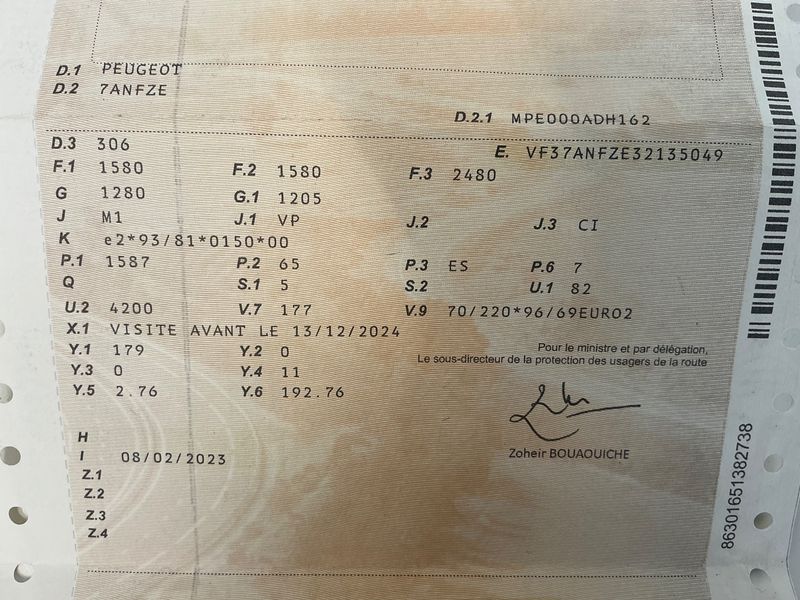 D.1 PEUGEOT
D.2 7ANFZE
D.2.1 MPE000ADH162
D.3 306
E. VF37ANFZE32135049
F.1 1580 F.2 1580 F.3 2480
G 1280 G.1 1205
J M1 J.1 VP J.2 J.3 CI
K e2*93/81*0150*00
P.1 1587 P.2 65 P.3 ES P.6 7
Q S.1 5 S.2 U.1 82
U.2 4200 V.7 177 V.9 70/220*96/69EURO2
X.1 VISITE AVANT LE 13/12/2024
Y.1 179 Y.2 0
Y.3 0 Y.4 11
Y.5 2.76 Y.6 192.76
Pour le ministre et par délégation,
Le sous-directeur de la protection des usagers de la route
Zoheir BOUAOUICHE
H
I 08/02/2023
Z.1
Z.2
Z.3
Z.4
86301651382738